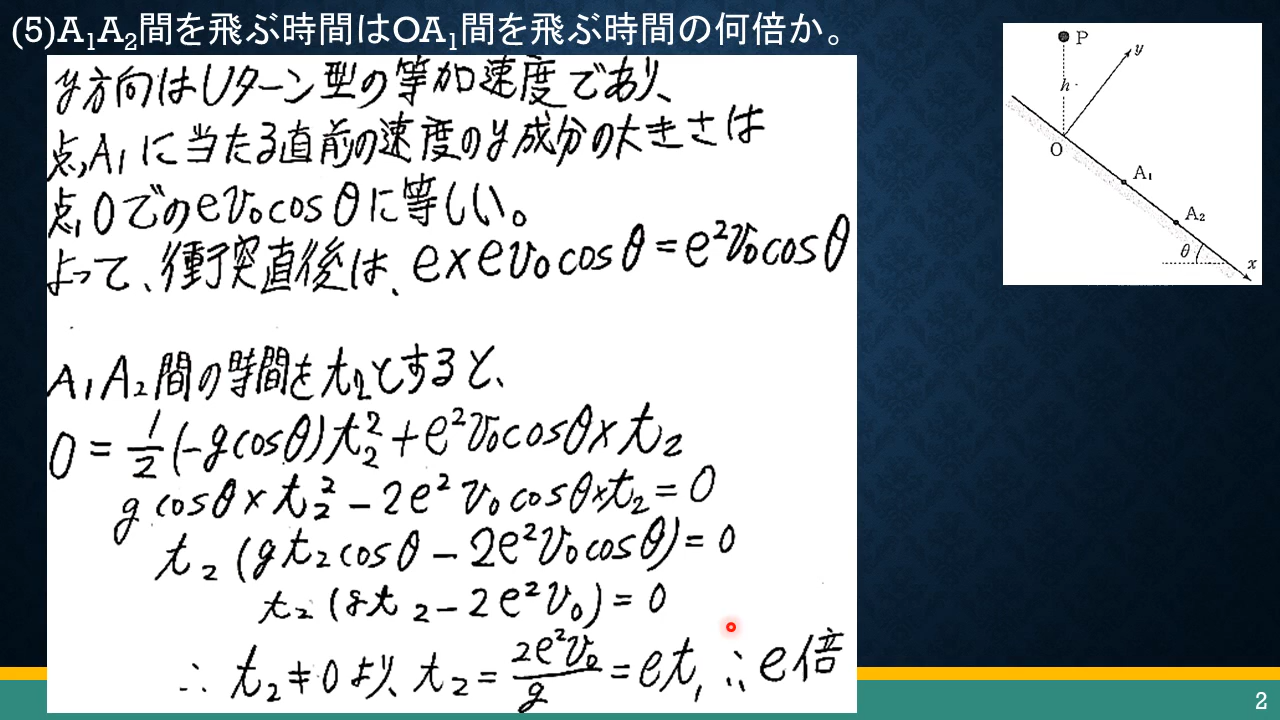 (5)A₁A₂間を飛ぶ時間はOA₁間を飛ぶ時間の何倍か。
y方向はUターン型の等加速度であり、
点A₁に当たる直前の速度のy成分の大きさは
点Oでのev₀cosθに等しい。
よって、衝突直後は、e×ev₀cosθ=e²v₀cosθ
A₁A₂間の時間をt₂とすると、
0=1/2(-gcosθ)t₂²+e²v₀cosθ×t₂
gcosθ×t₂²-2e²v₀cosθ×t₂=0
t₂(gt₂cosθ-2e²v₀cosθ)=0
t₂(gt₂-2e²v₀)=0
∴t₂≠0より、t₂=2e²v₀/g=et₁ ∴e倍
P
y
h
O
A₁
A₂
θ
x
2